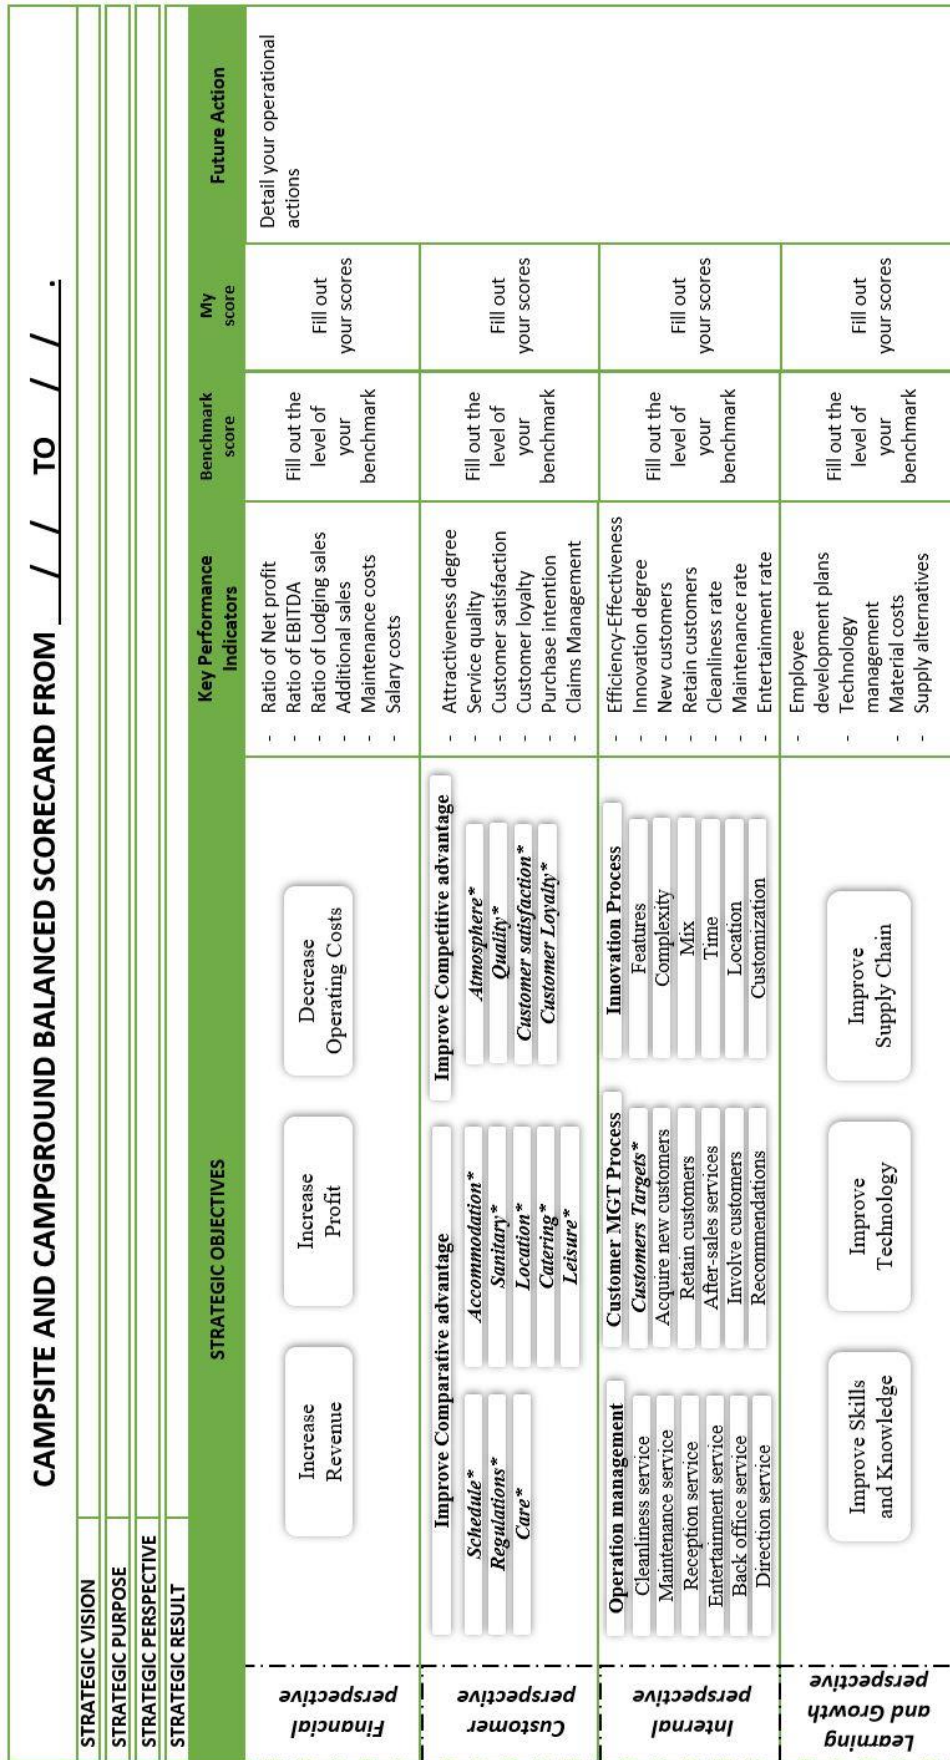 CAMPSITE AND CAMPGROUND BALANCED SCORECARD FROM / / TO / / .
STRATEGIC VISION
STRATEGIC PURPOSE
STRATEGIC PERSPECTIVE
STRATEGIC RESULT
STRATEGIC OBJECTIVES
Key Performance
Indicators
Benchmark
score
My
score
Future Action
Financial
perspective
Increase
Revenue
Increase
Profit
Decrease
Operating Costs
- Ratio of Net profit
- Ratio of EBITDA
- Ratio of Lodging sales
- Additional sales
- Maintenance costs
- Salary costs
Fill out the
level of
your
benchmark
Fill out
your scores
Detail your operational
actions
Customer
perspective
Improve Comparative advantage
Schedule*
Regulations*
Care*
Accommodation*
Sanitary*
Location*
Catering*
Leisure*
Improve Competitive advantage
Atmosphere*
Quality*
Customer satisfaction*
Customer Loyalty*
- Attractiveness degree
- Service quality
- Customer satisfaction
- Customer loyalty
- Purchase intention
- Claims Management
Fill out the
level of
your
benchmark
Fill out
your scores
Internal
perspective
Operation management
Cleanliness service
Maintenance service
Reception service
Entertainment service
Back office service
Direction service
Customer MGT Process
Customers Targets*
Acquire new customers
Retain customers
After-sales services
Involve customers
Recommendations
Innovation Process
Features
Complexity
Mix
Time
Location
Customization
- Efficiency-Effectiveness
- Innovation degree
- New customers
- Retain customers
- Cleanliness rate
- Maintenance rate
- Entertainment rate
Fill out the
level of
your
benchmark
Fill out
your scores
Learning
and Growth
perspective
Improve Skills
and Knowledge
Improve
Technology
Improve
Supply Chain
- Employee
development plans
- Technology
management
- Material costs
- Supply alternatives
Fill out the
level of
your
benchmark
Fill out
your scores